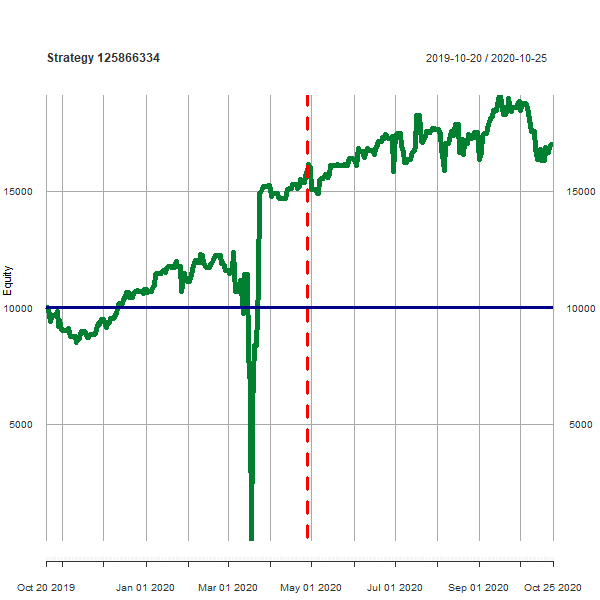 Strategy 125866334
2019-10-20 / 2020-10-25
15000
15000
Equity
10000
10000
5000
5000
Oct 20 2019
Jan 01 2020
Mar 01 2020
May 01 2020
Jul 01 2020
Sep 01 2020
Oct 25 2020